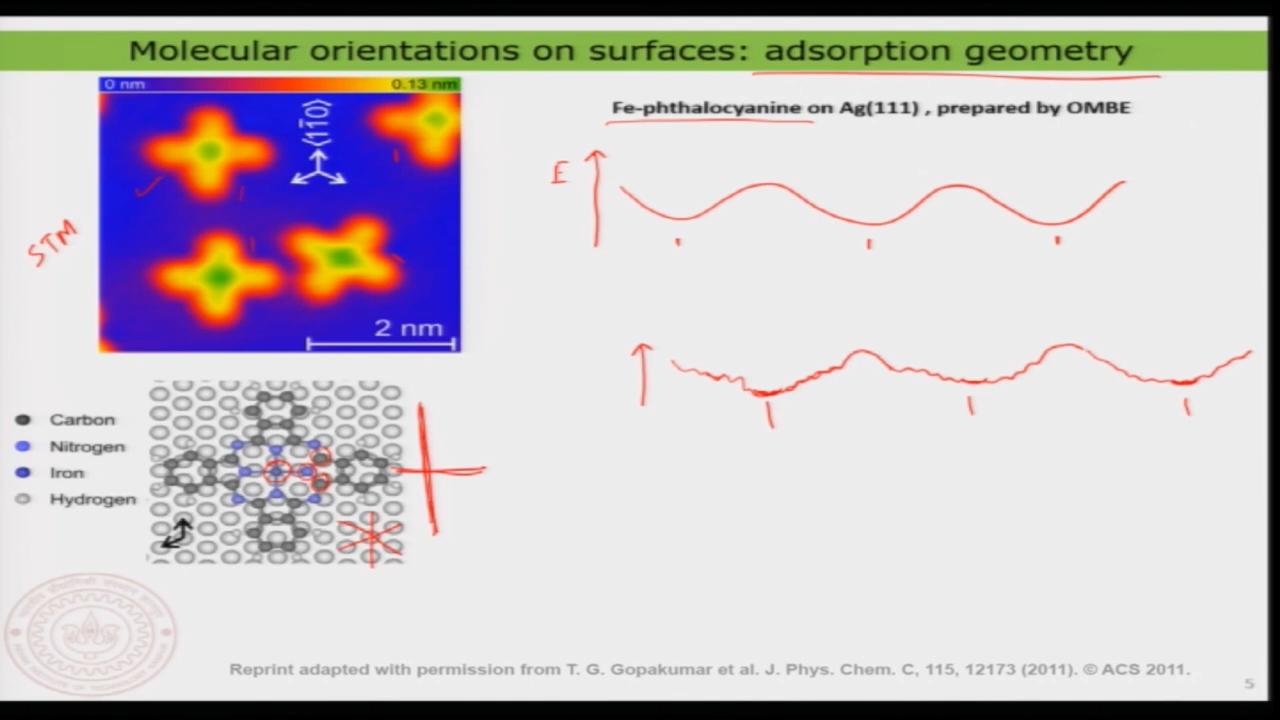 Molecular orientations on surfaces: adsorption geometry
0 nm 0.13 nm
⟨11̄0⟩
2 nm
STM
Fe-phthalocyanine on Ag(111) , prepared by OMBE
E
Carbon
Nitrogen
Iron
Hydrogen
Reprint adapted with permission from T. G. Gopakumar et al. J. Phys. Chem. C, 115, 12173 (2011). © ACS 2011.
5